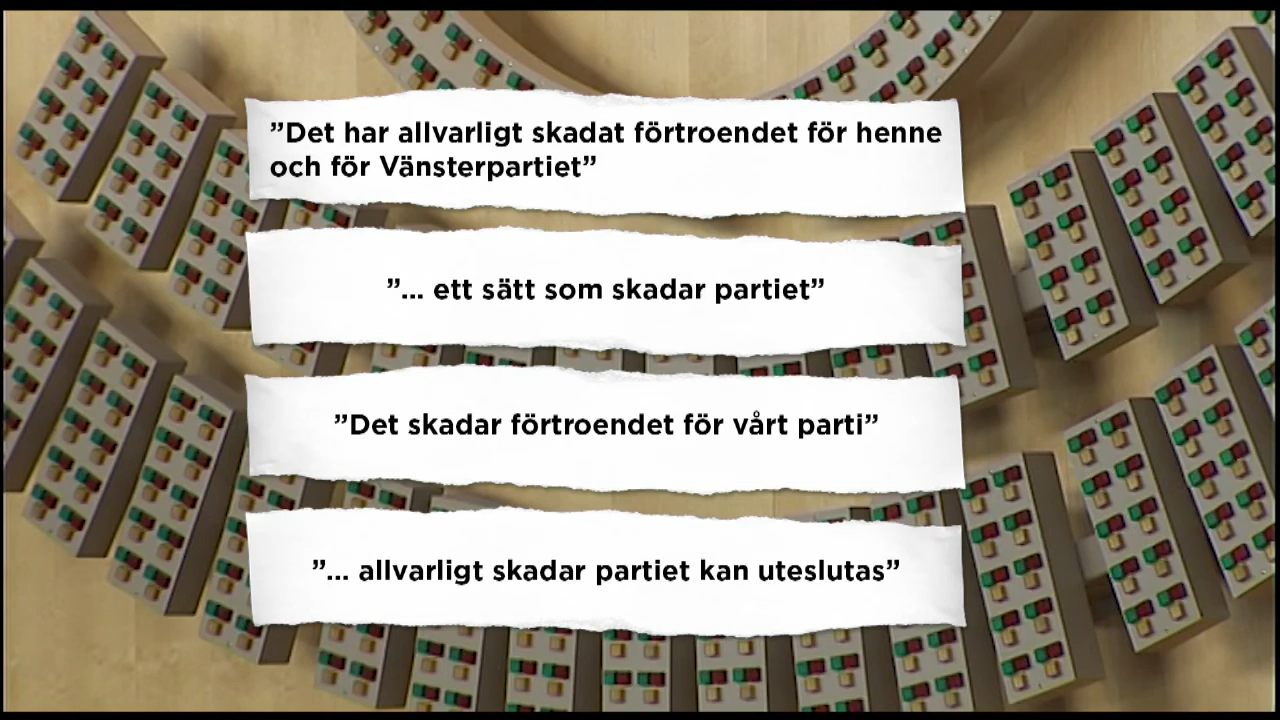 ”Det har allvarligt skadat förtroendet för henne
och för Vänsterpartiet”
”... ett sätt som skadar partiet”
”Det skadar förtroendet för vårt parti”
”... allvarligt skadar partiet kan uteslutas”